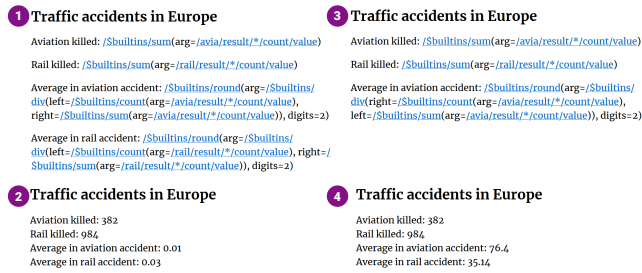 1 Traffic accidents in Europe
Aviation killed: /$builtins/sum(arg=/avia/result/*/count/value)
Rail killed: /$builtins/sum(arg=/rail/result/*/count/value)
Average in aviation accident: /$builtins/round(arg=/$builtins/
div(left=/$builtins/count(arg=/avia/result/*/count/value),
right=/$builtins/sum(arg=/avia/result/*/count/value)), digits=2)
Average in rail accident: /$builtins/round(arg=/$builtins/
div(left=/$builtins/count(arg=/rail/result/*/count/value), right=/
$builtins/sum(arg=/rail/result/*/count/value)), digits=2)
2 Traffic accidents in Europe
Aviation killed: 382
Rail killed: 984
Average in aviation accident: 0.01
Average in rail accident: 0.03
3 Traffic accidents in Europe
Aviation killed: /$builtins/sum(arg=/avia/result/*/count/value)
Rail killed: /$builtins/sum(arg=/rail/result/*/count/value)
Average in aviation accident: /$builtins/round(arg=/$builtins/
div(right=/$builtins/count(arg=/avia/result/*/count/value),
left=/$builtins/sum(arg=/avia/result/*/count/value)), digits=2)
4 Traffic accidents in Europe
Aviation killed: 382
Rail killed: 984
Average in aviation accident: 76.4
Average in rail accident: 35.14